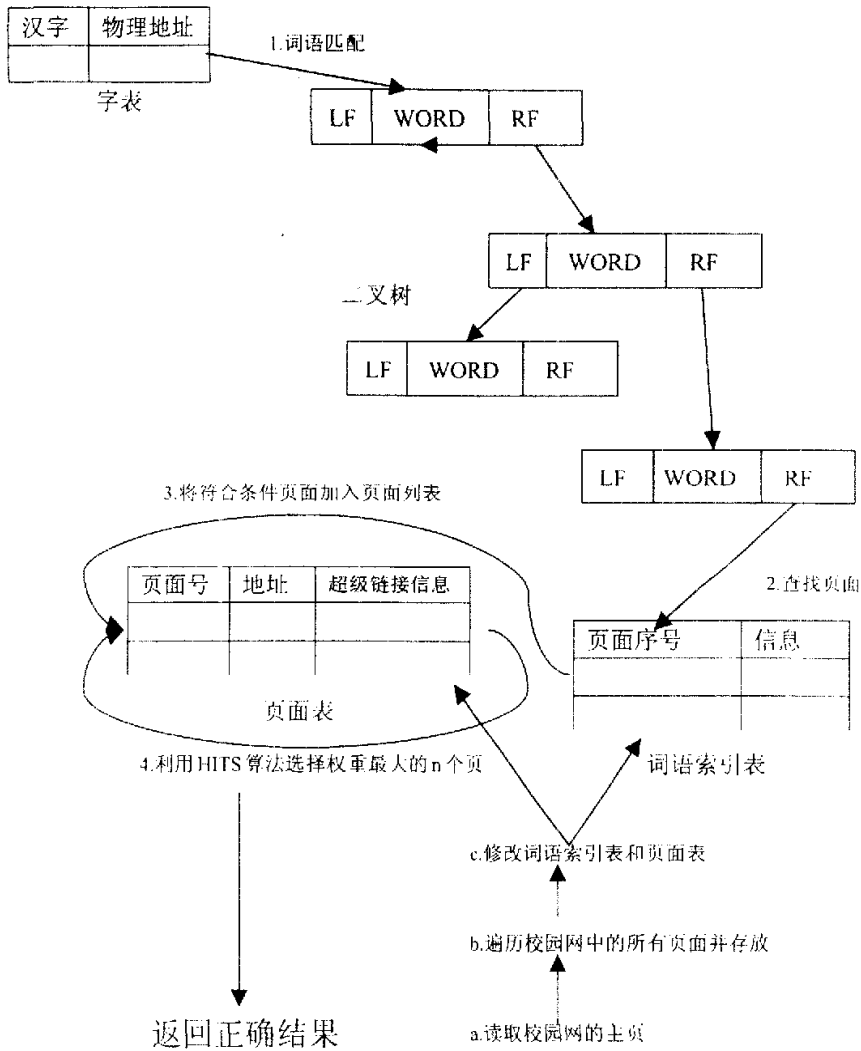 汉字 物理地址
1.词语匹配
字表
LF WORD RF
LF WORD RF
二叉树
LF WORD RF
LF WORD RF
3.将符合条件页面加入页面列表
页面号 地址 超级链接信息
2.查找页面
页面序号 信息
页面表
4.利用HITS算法选择权重最大的n个页
词语索引表
c.修改词语索引表和页面表
b.遍历校园网中的所有页面并存放
返回正确结果
a.读取校园网的主页